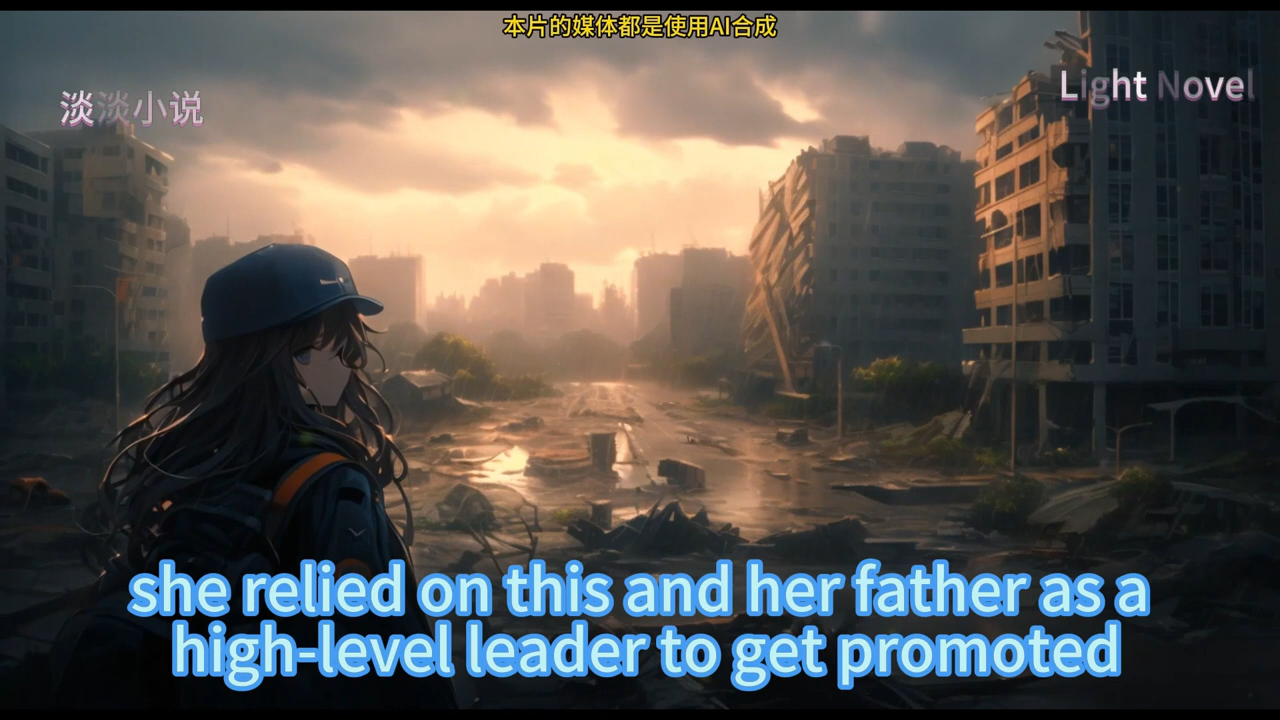 本片的媒体都是使用AI合成
淡淡小说
Light Novel
she relied on this and her father as a
high-level leader to get promoted